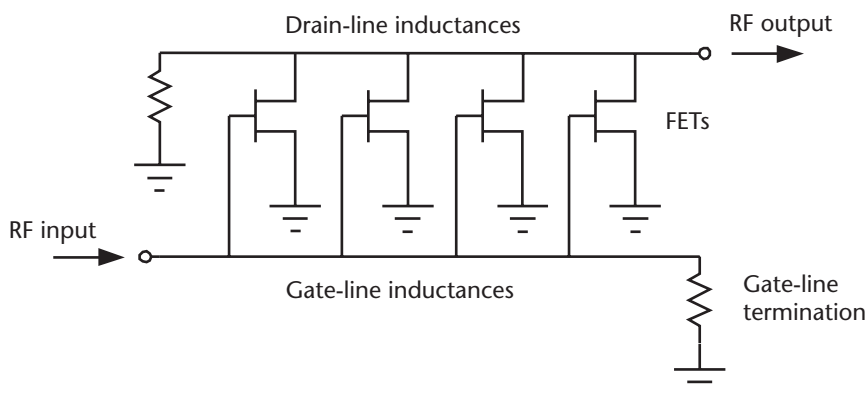 Drain-line inductances
RF output
FETs
RF input
Gate-line inductances
Gate-line
termination